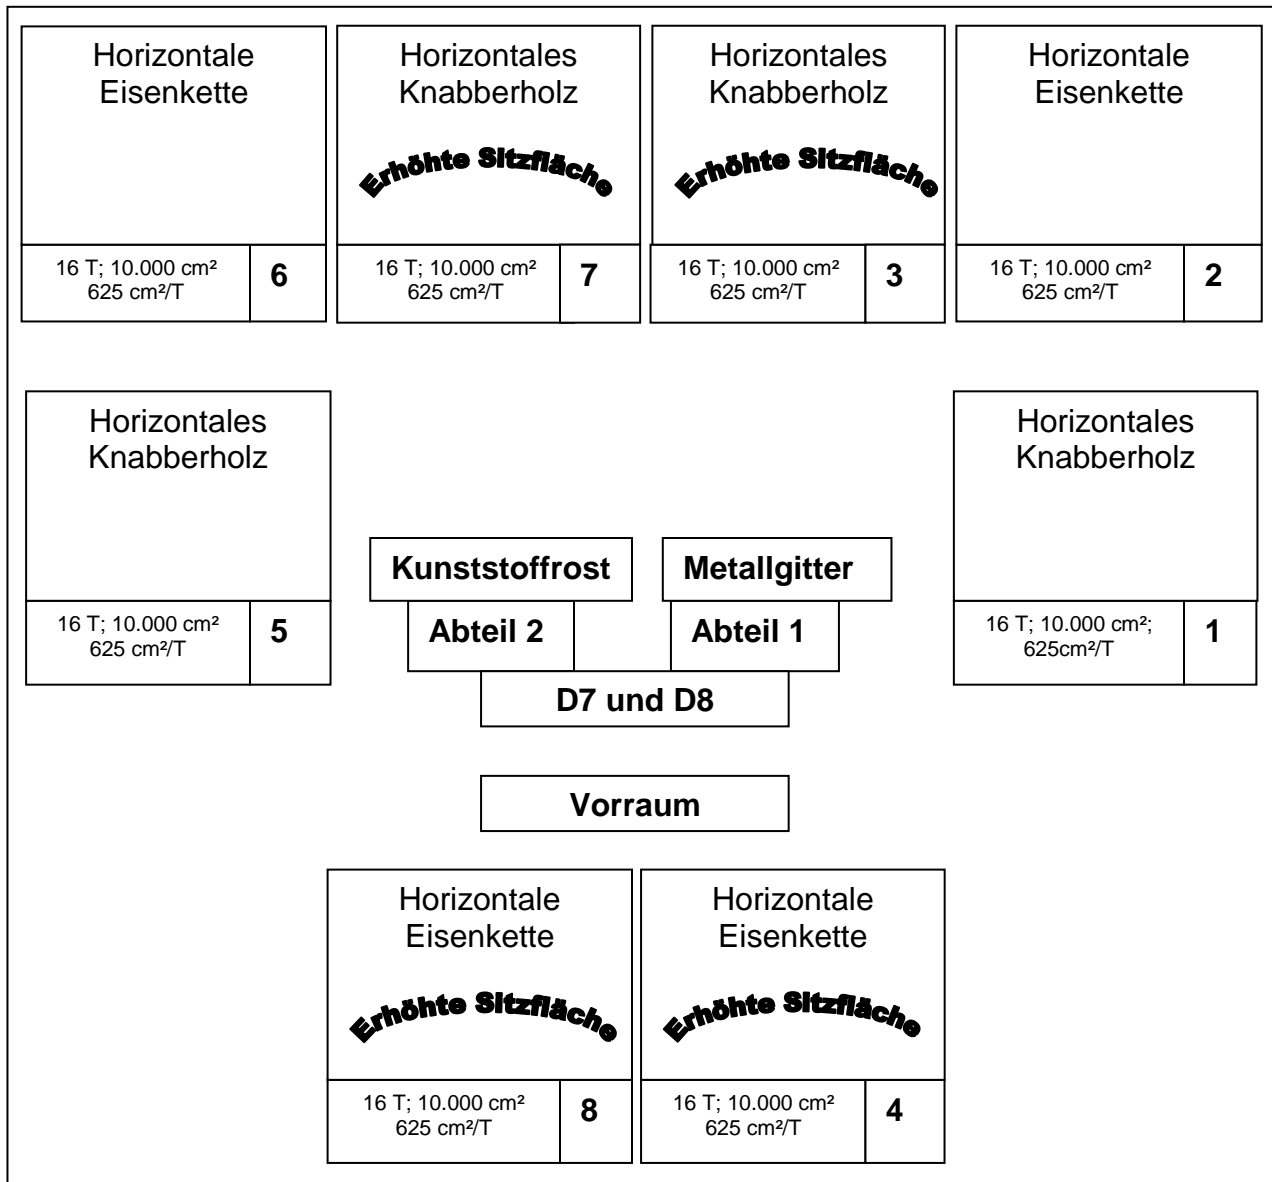 Horizontale
Eisenkette
16 T; 10.000 cm²
625 cm²/T
6
Horizontales
Knabberholz
Erhöhte Sitzfläche
16 T; 10.000 cm²
625 cm²/T
7
Horizontales
Knabberholz
Erhöhte Sitzfläche
16 T; 10.000 cm²
625 cm²/T
3
Horizontale
Eisenkette
16 T; 10.000 cm²
625 cm²/T
2
Horizontales
Knabberholz
16 T; 10.000 cm²
625 cm²/T
5
Kunststoffrost
Abteil 2
Metallgitter
Abteil 1
D7 und D8
Vorraum
Horizontales
Knabberholz
16 T; 10.000 cm²;
625cm²/T
1
Horizontale
Eisenkette
Erhöhte Sitzfläche
16 T; 10.000 cm²
625 cm²/T
8
Horizontale
Eisenkette
Erhöhte Sitzfläche
16 T; 10.000 cm²
625 cm²/T
4